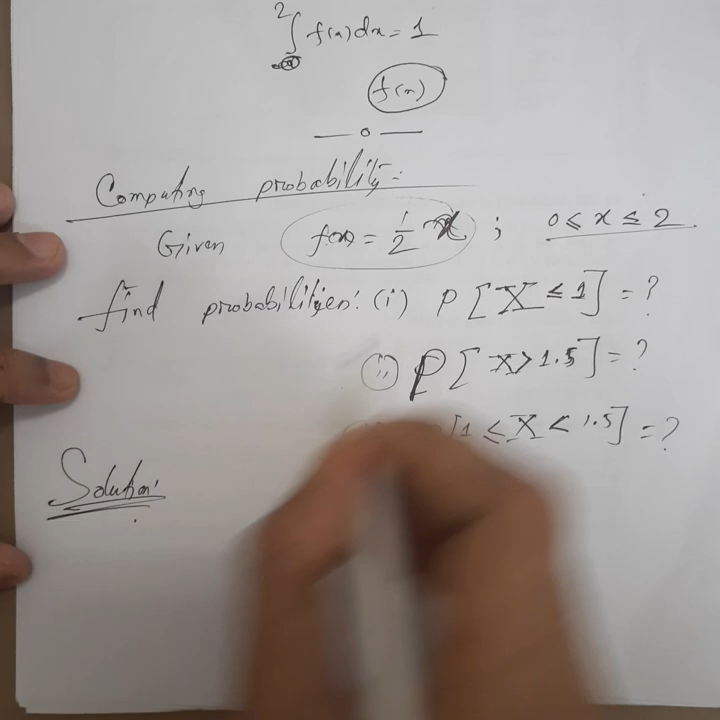 2
∫ f(x)dx = 1
f(x)
Computing probability:
Given f(x) = 1/2 x ; 0 ≤ x ≤ 2.
find probabilities: (i) P[X ≤ 1] = ?
(ii) P[X > 1.5] = ?
[1 ≤ X < 1.5] = ?
Solution: